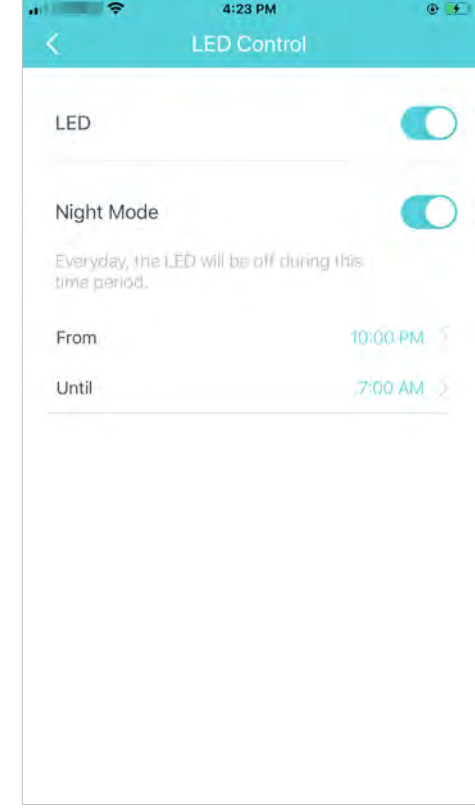 4:23 PM
LED Control
LED
Night Mode
Everyday, the LED will be off during this
time period.
From 10:00 PM
Until 7:00 AM